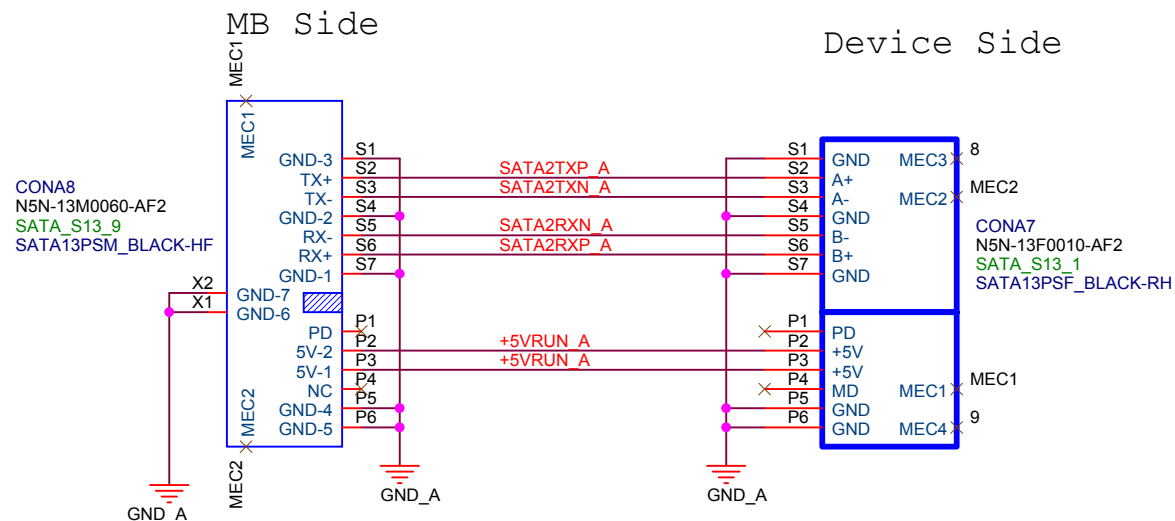 MB Side
Device Side
MEC1
MEC1
CONA8
N5N-13M0060-AF2
SATA_S13_9
SATA13PSM_BLACK-HF
GND-3
S1
TX+
S2
SATA2TXP_A
TX-
S3
SATA2TXN_A
GND-2
S4
RX-
S5
SATA2RXN_A
RX+
S6
SATA2RXP_A
GND-1
S7
X2
GND-7
X1
GND-6
PD
P1
5V-2
P2
+5VRUN_A
5V-1
P3
+5VRUN_A
NC
P4
GND-4
P5
GND-5
P6
MEC2
MEC2
GND_A
GND_A
S1
GND
MEC3
8
S2
A+
S3
A-
MEC2
MEC2
S4
GND
S5
B-
S6
B+
S7
GND
CONA7
N5N-13F0010-AF2
SATA_S13_1
SATA13PSF_BLACK-RH
P1
PD
P2
+5V
P3
+5V
P4
MD
MEC1
MEC1
P5
GND
P6
GND
MEC4
9
GND_A